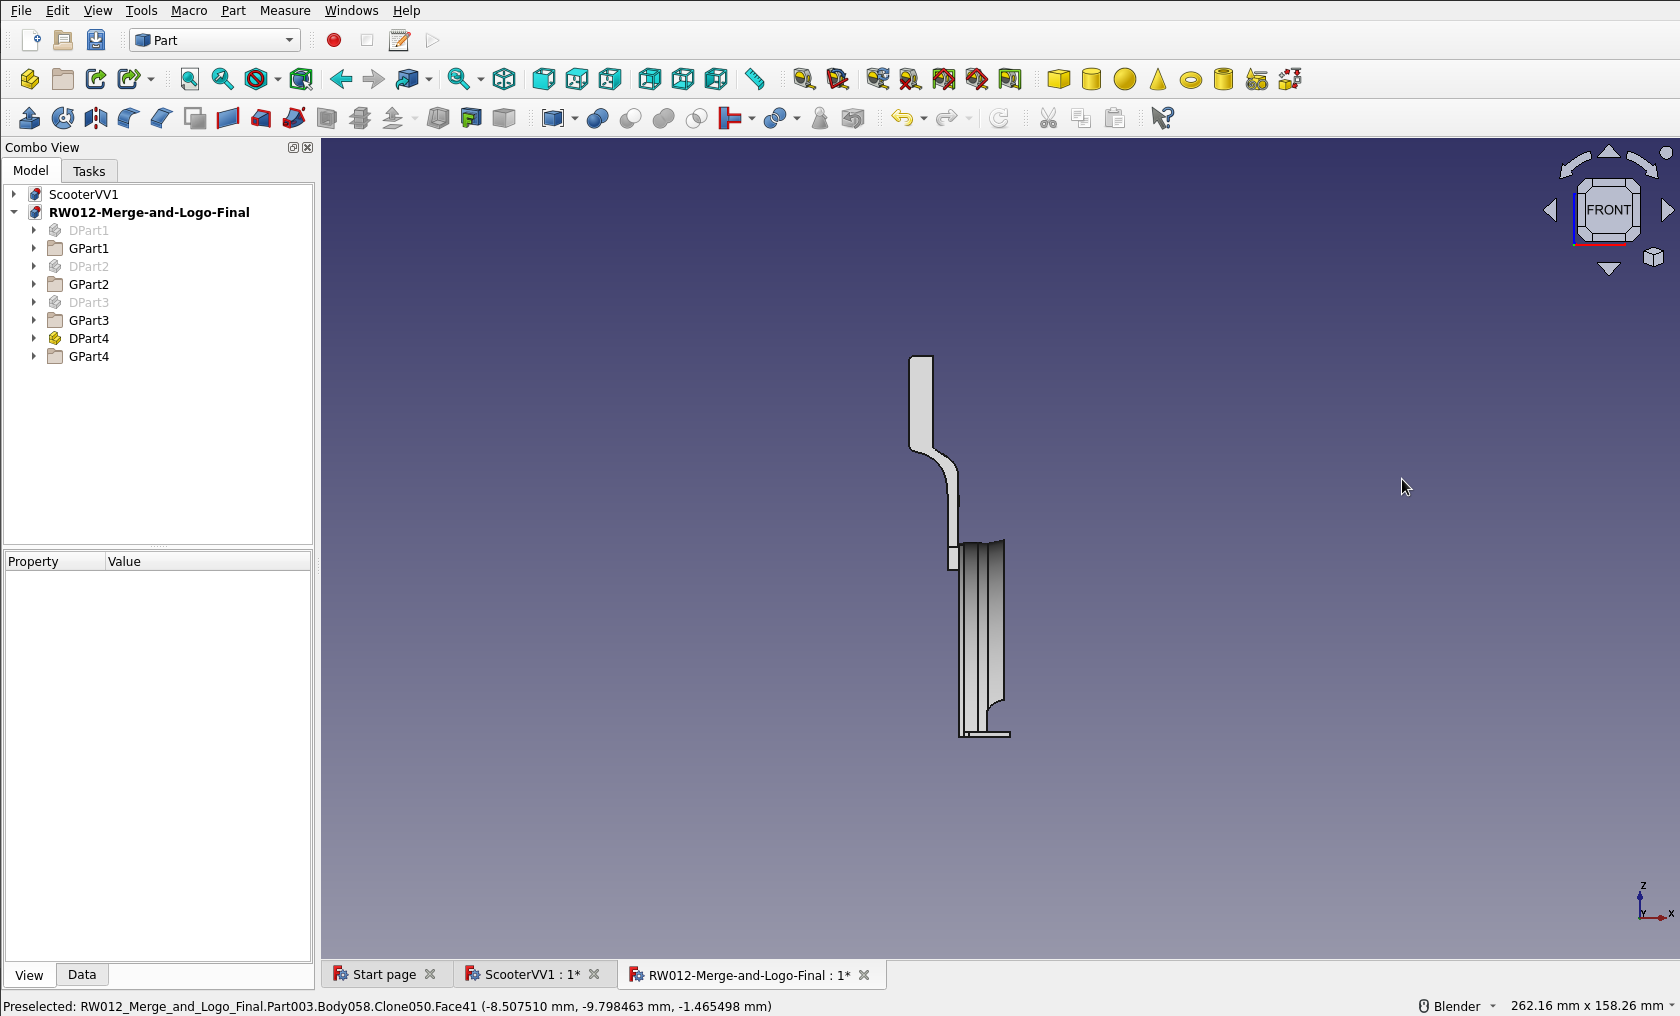 File Edit View Tools Macro Part Measure Windows Help
Part
Combo View
Model Tasks
ScooterVV1
RW012-Merge-and-Logo-Final
DPart1
GPart1
DPart2
GPart2
DPart3
GPart3
DPart4
GPart4
Property Value
View Data
FRONT
Z
Y X
Start page
ScooterVV1 : 1*
RW012-Merge-and-Logo-Final : 1*
Preselected: RW012_Merge_and_Logo_Final.Part003.Body058.Clone050.Face41 (-8.507510 mm, -9.798463 mm, -1.465498 mm)
Blender
262.16 mm x 158.26 mm